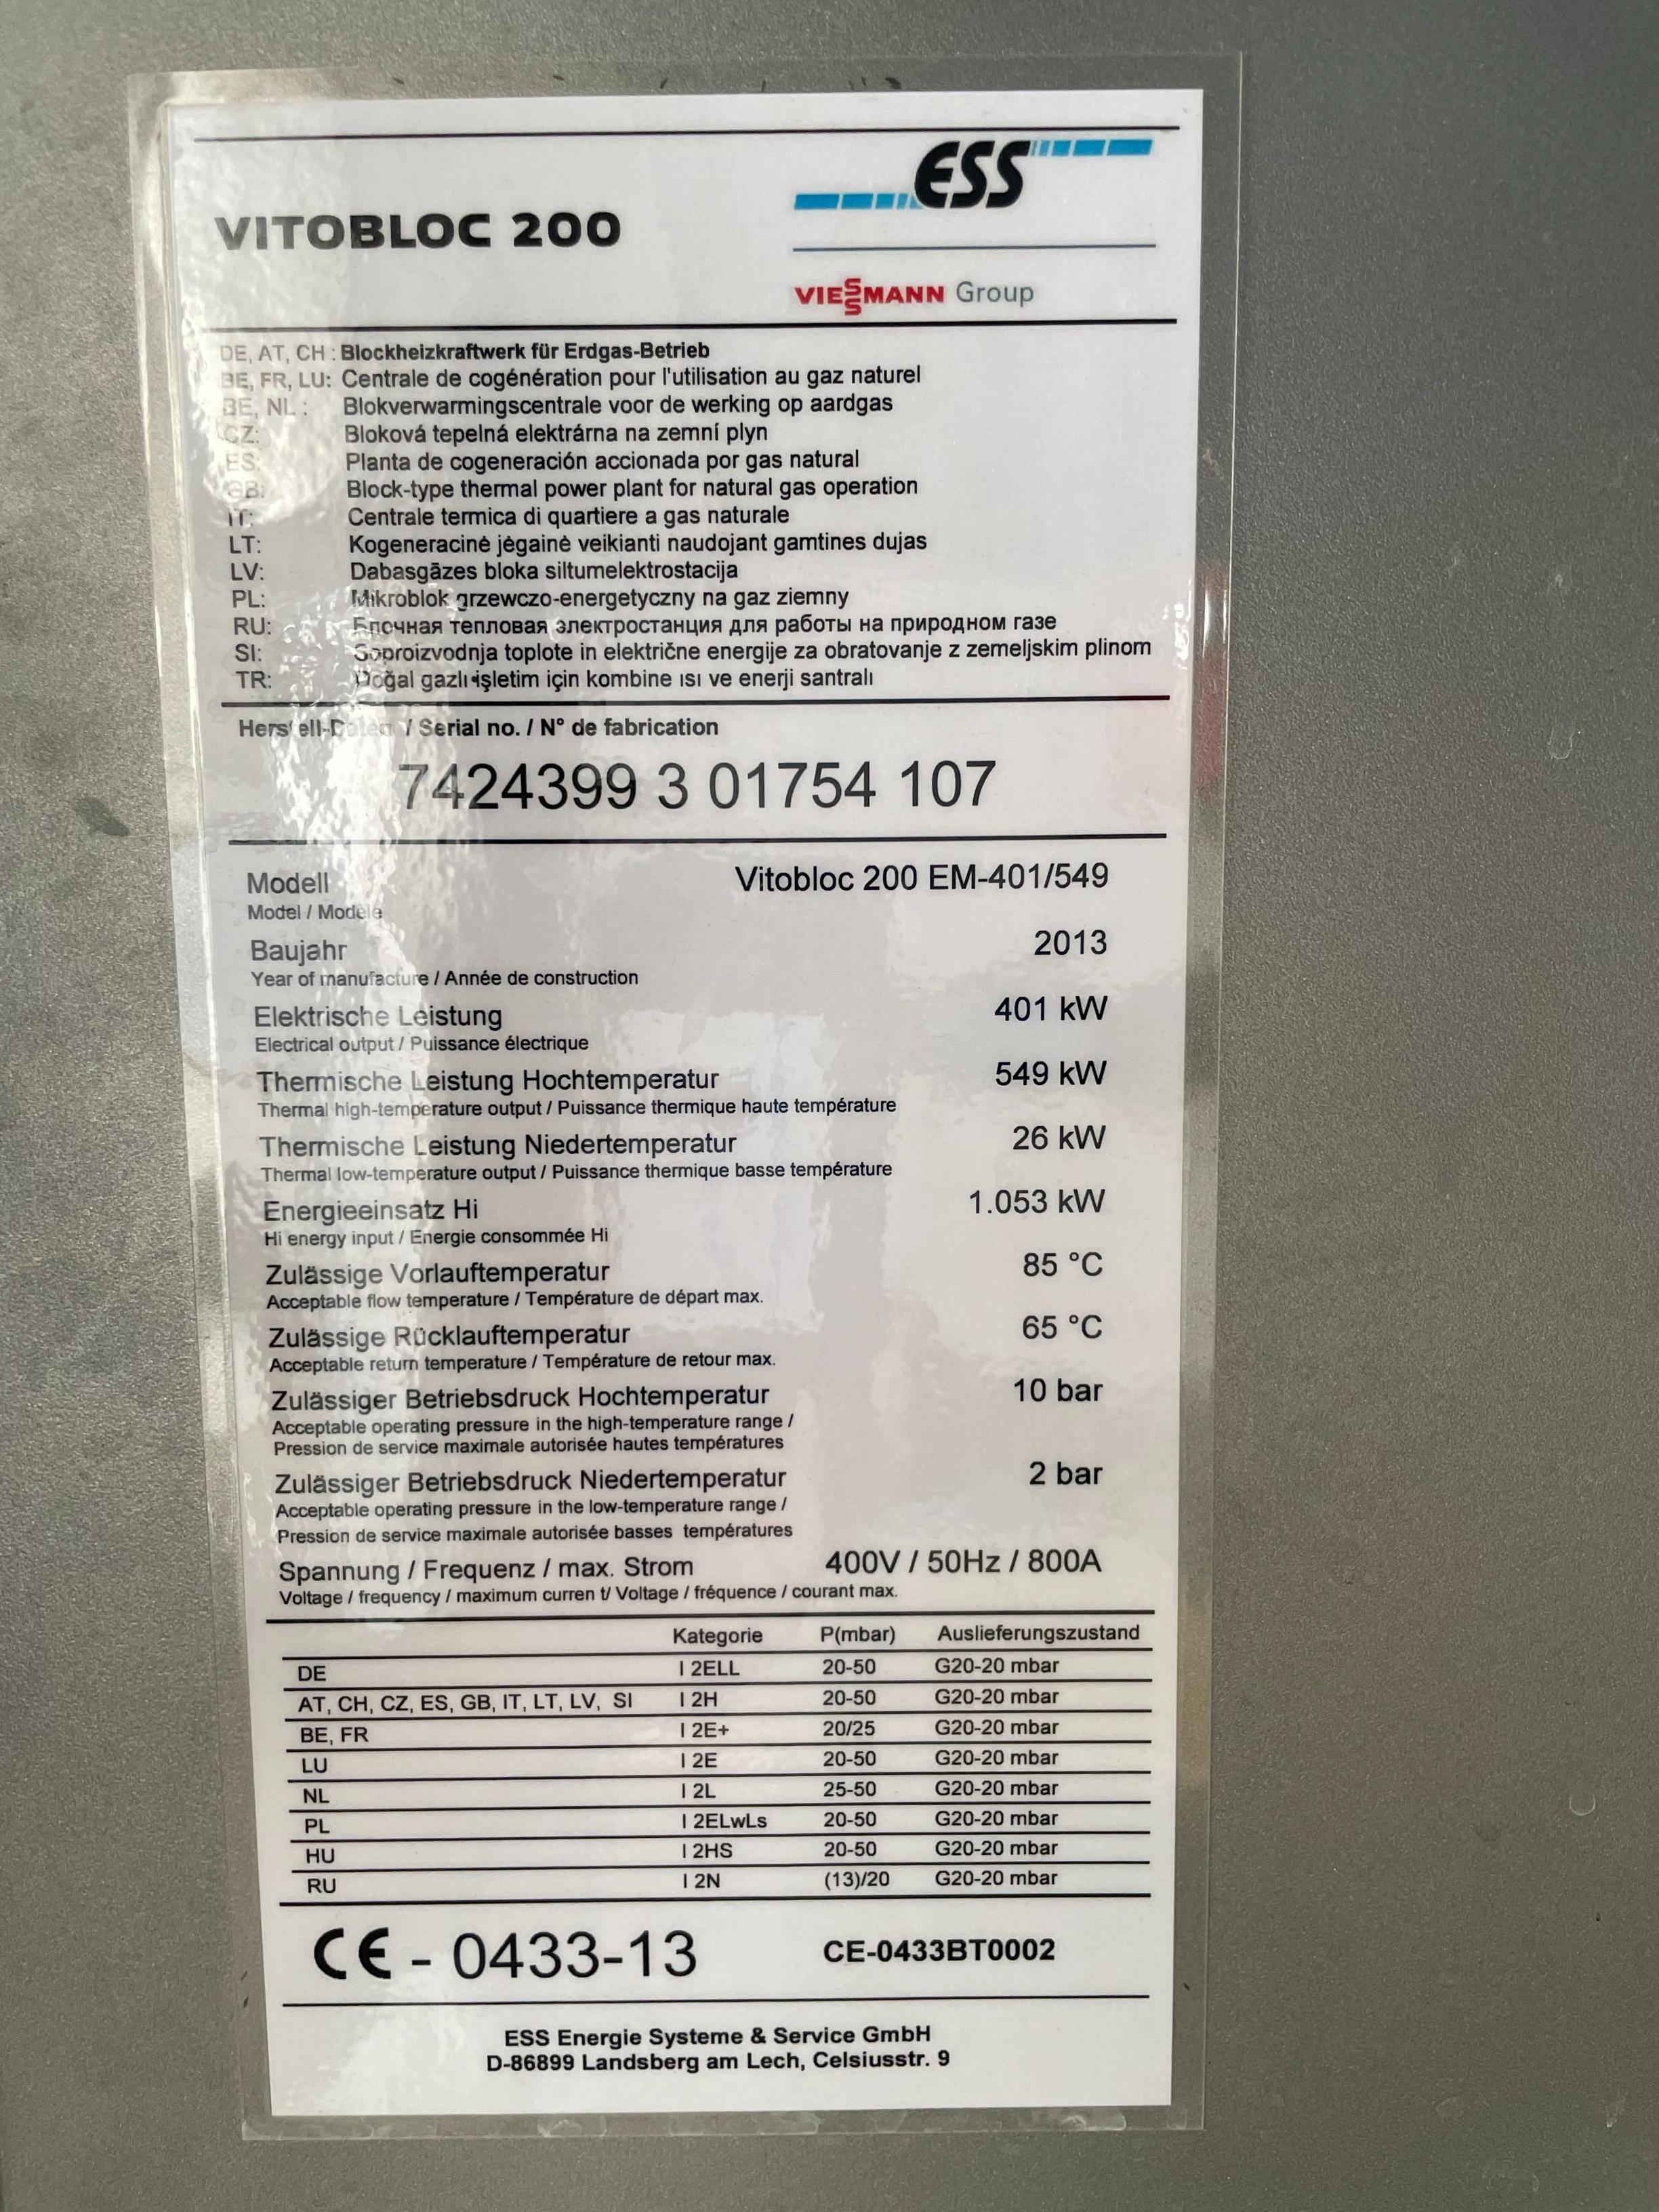 ESS
VITOBLOC 200
VIESSMANN Group
DE, AT, CH : Blockheizkraftwerk für Erdgas-Betrieb
BE, FR, LU: Centrale de cogénération pour l'utilisation au gaz naturel
BE, NL : Blokverwarmingscentrale voor de werking op aardgas
CZ: Bloková tepelná elektrárna na zemní plyn
ES: Planta de cogeneración accionada por gas natural
GB: Block-type thermal power plant for natural gas operation
IT: Centrale termica di quartiere a gas naturale
LT: Kogeneracinė jėgainė veikianti naudojant gamtines dujas
LV: Dabasgāzes bloka siltumelektrostacija
PL: Mikroblok grzewczo-energetyczny na gaz ziemny
RU: Блочная тепловая электростанция для работы на природном газе
SI: Soproizvodnja toplote in električne energije za obratovanje z zemeljskim plinom
TR: Doğal gazlı işletim için kombine ısı ve enerji santralı
Herstell-Daten / Serial no. / N° de fabrication
7424399 3 01754 107
Modell Vitobloc 200 EM-401/549
Model / Modèle
Baujahr 2013
Year of manufacture / Année de construction
Elektrische Leistung 401 kW
Electrical output / Puissance électrique
Thermische Leistung Hochtemperatur 549 kW
Thermal high-temperature output / Puissance thermique haute température
Thermische Leistung Niedertemperatur 26 kW
Thermal low-temperature output / Puissance thermique basse température
Energieeinsatz Hi 1.053 kW
Hi energy input / Energie consommée Hi
Zulässige Vorlauftemperatur 85 °C
Acceptable flow temperature / Température de départ max.
Zulässige Rücklauftemperatur 65 °C
Acceptable return temperature / Température de retour max.
Zulässiger Betriebsdruck Hochtemperatur 10 bar
Acceptable operating pressure in the high-temperature range /
Pression de service maximale autorisée hautes températures
Zulässiger Betriebsdruck Niedertemperatur 2 bar
Acceptable operating pressure in the low-temperature range /
Pression de service maximale autorisée basses températures
Spannung / Frequenz / max. Strom 400V / 50Hz / 800A
Voltage / frequency / maximum curren t/ Voltage / fréquence / courant max.
Kategorie P(mbar) Auslieferungszustand
DE I 2ELL 20-50 G20-20 mbar
AT, CH, CZ, ES, GB, IT, LT, LV, SI I 2H 20-50 G20-20 mbar
BE, FR I 2E+ 20/25 G20-20 mbar
LU I 2E 20-50 G20-20 mbar
NL I 2L 25-50 G20-20 mbar
PL I 2ELwLs 20-50 G20-20 mbar
HU I 2HS 20-50 G20-20 mbar
RU I 2N (13)/20 G20-20 mbar
CE - 0433-13 CE-0433BT0002
ESS Energie Systeme & Service GmbH
D-86899 Landsberg am Lech, Celsiusstr. 9